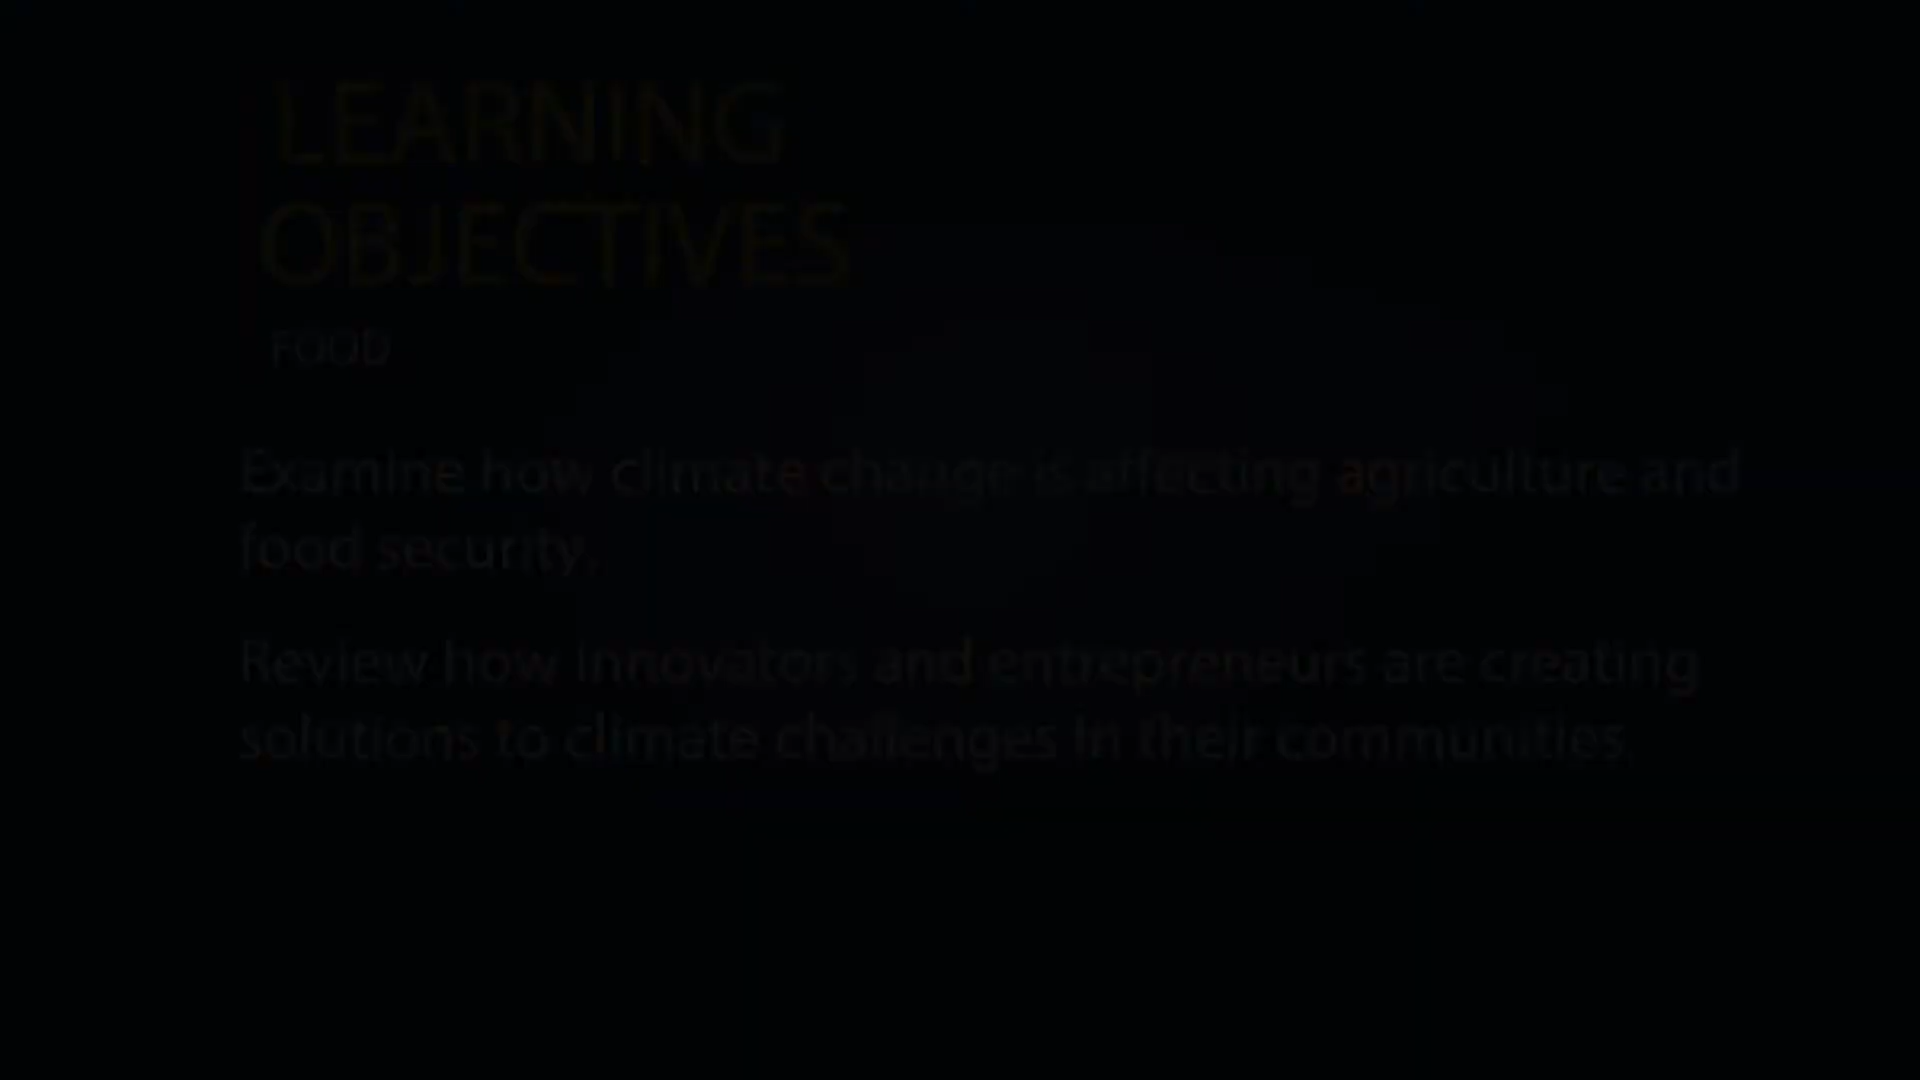 LEARNING
OBJECTIVES
FOOD
Examine how climate change is affecting agriculture and
food security.
Review how innovators and entrepreneurs are creating
solutions to climate challenges in their communities.